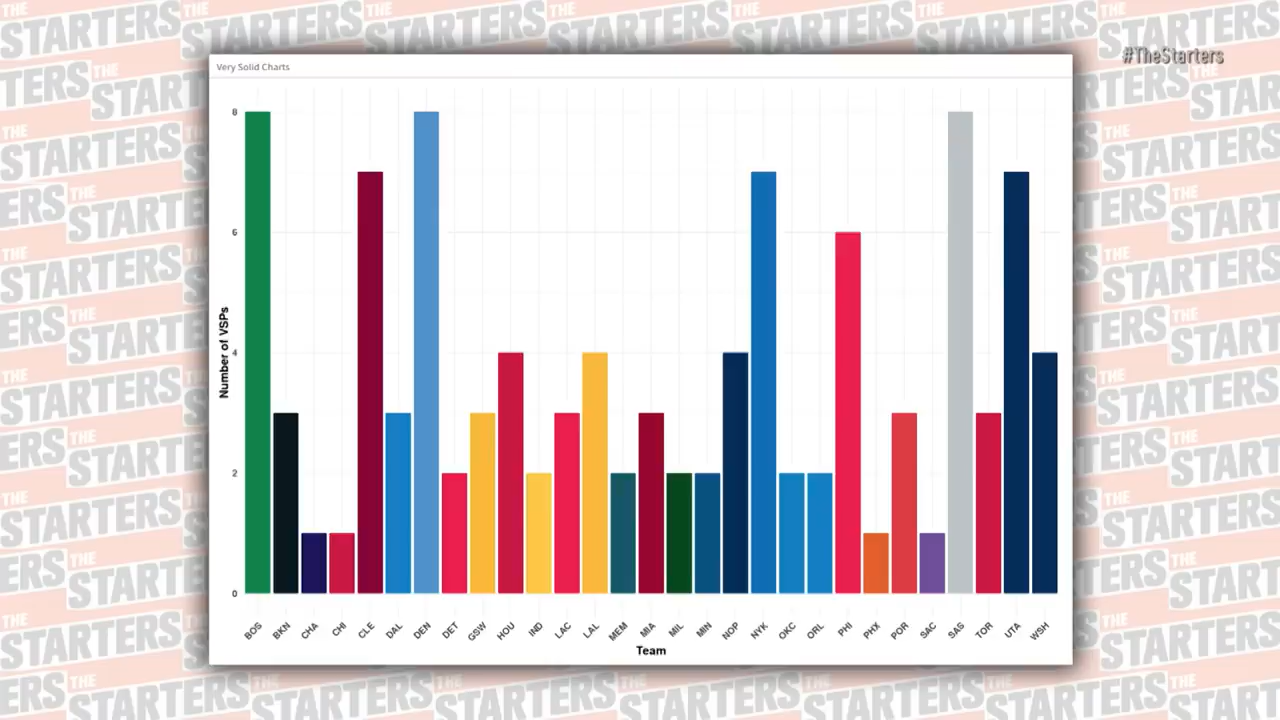 #TheStarters
Very Solid Charts
8
6
4
2
0
Number of VSPs
BOS BKN CHA CHI CLE DAL DEN DET GSW HOU IND LAC LAL MEM MIA MIL MIN NOP NYK OKC ORL PHI PHX POR SAC SAS TOR UTA WSH
Team
THE
STARTERS